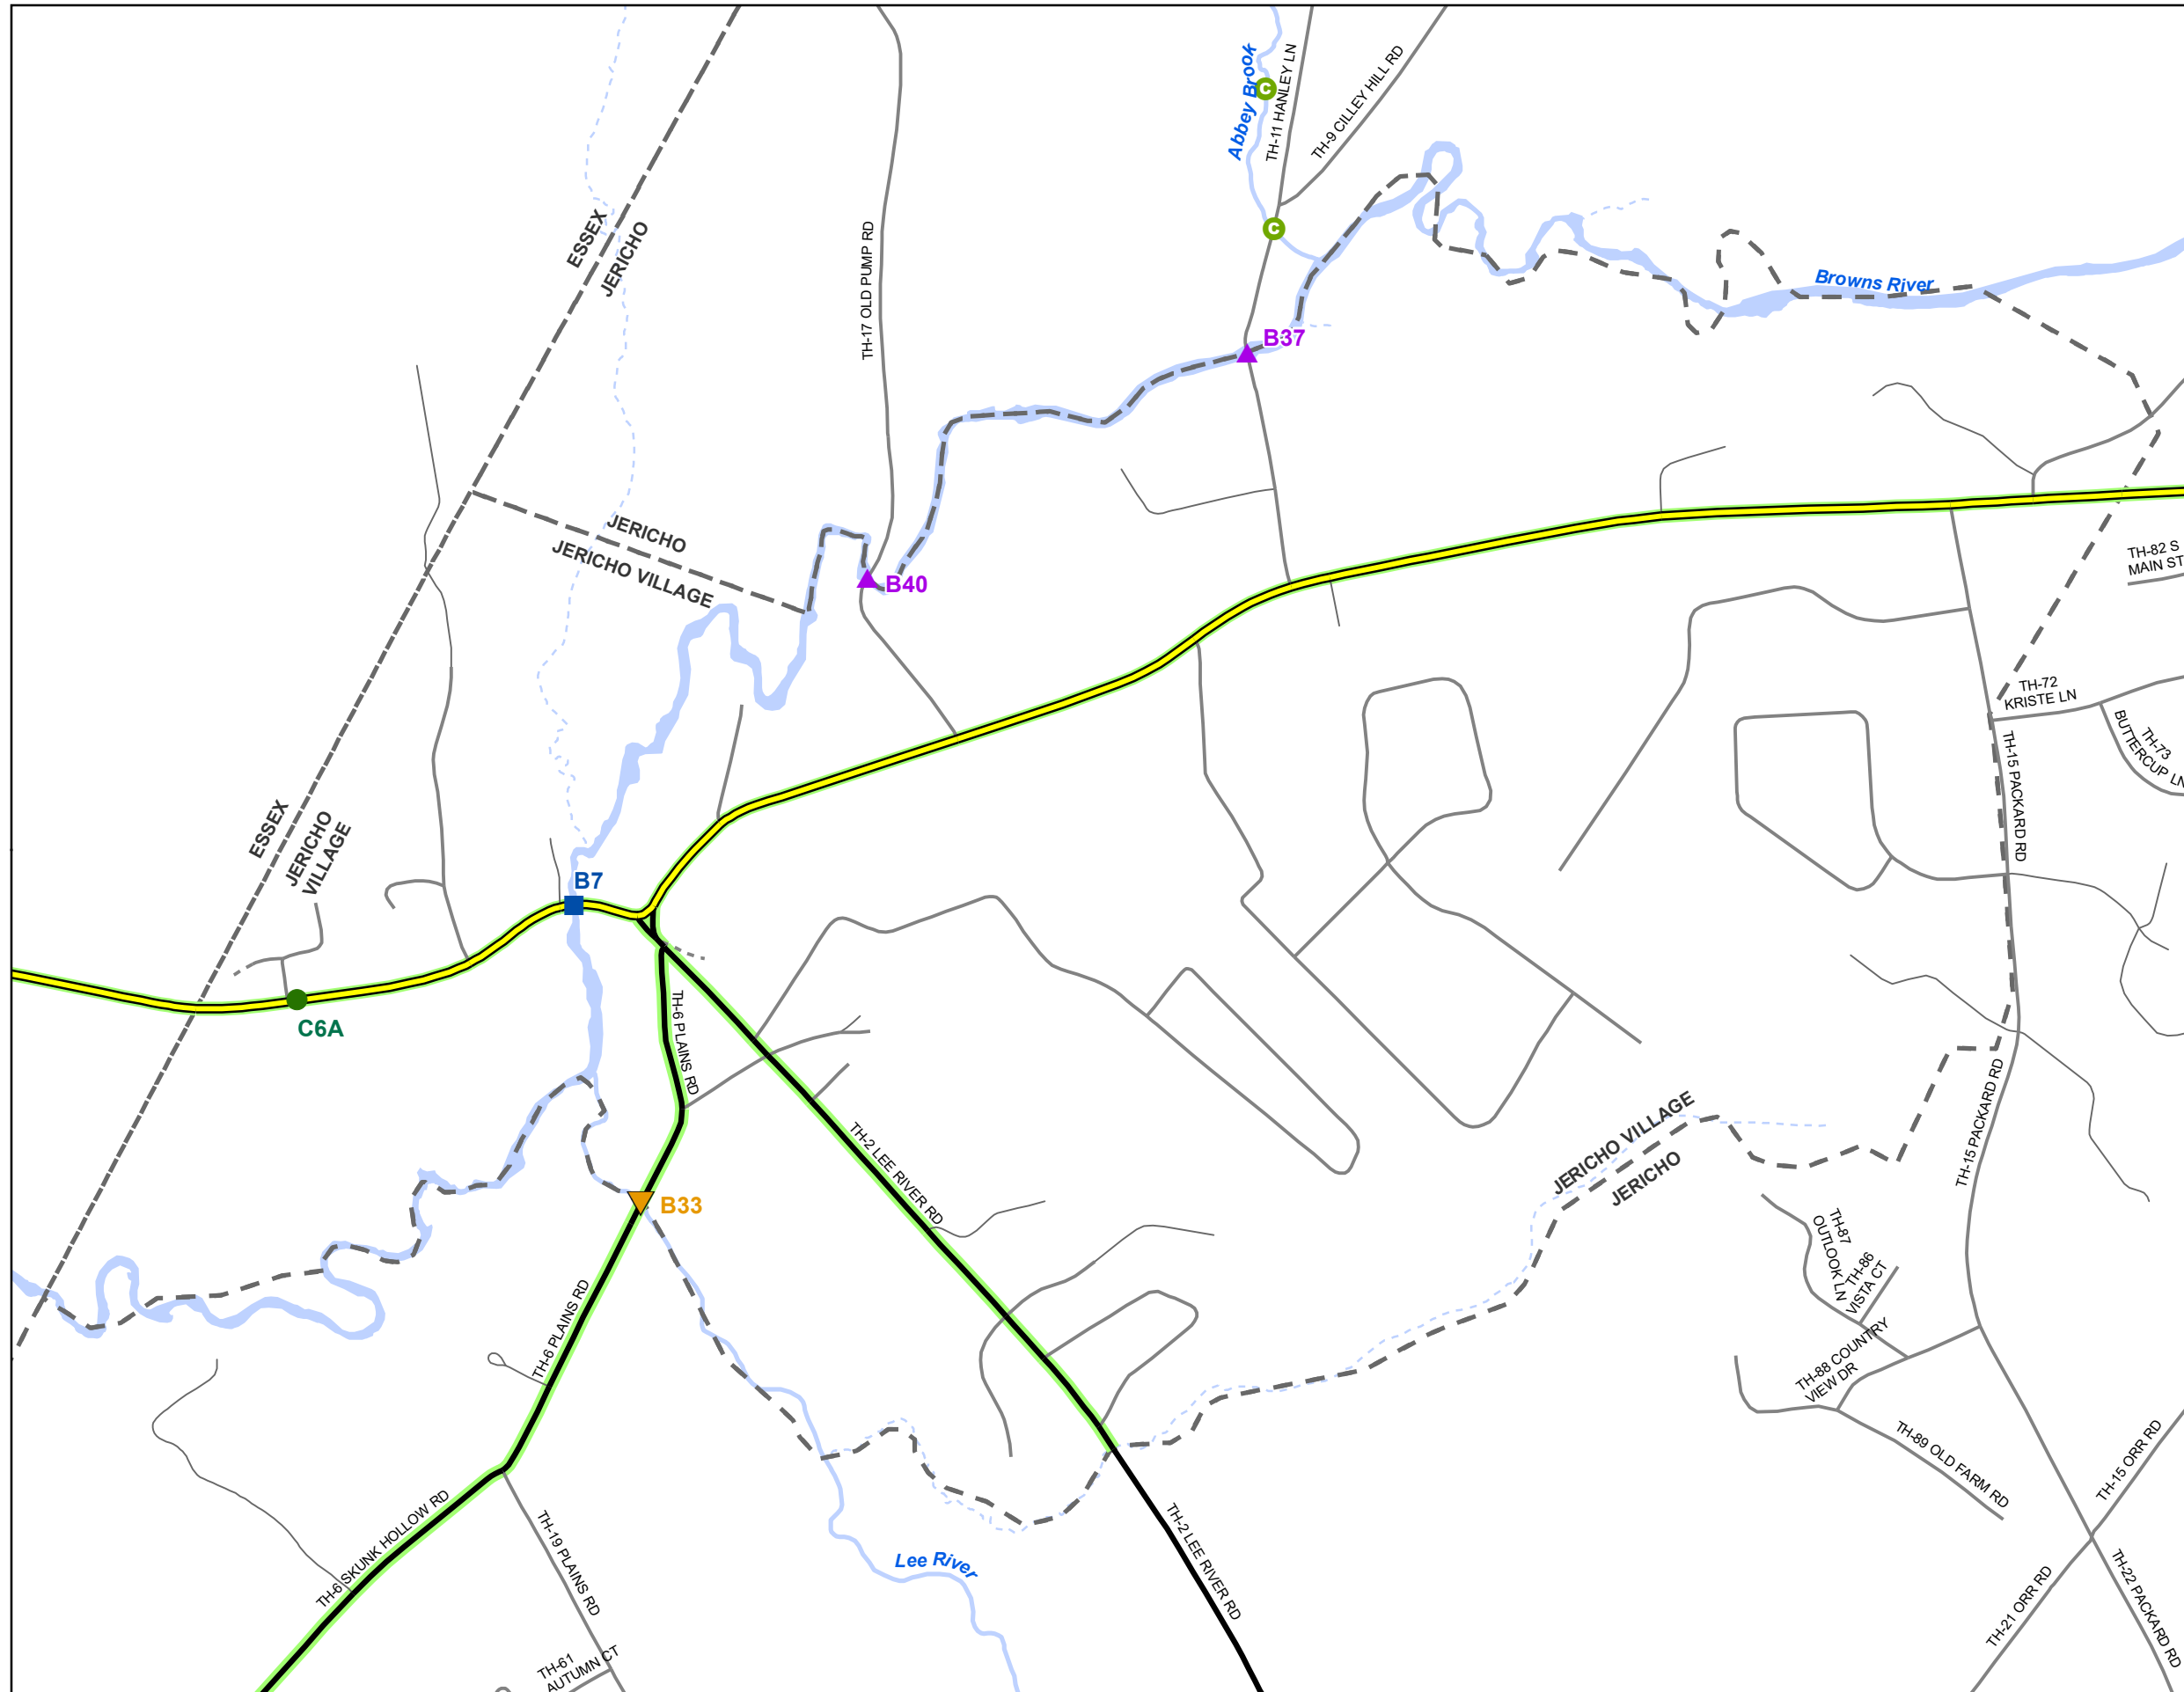 Abbey Brook
C
TH-11 HANLEY LN
TH-9 CILLEY HILL RD
C
ESSEX
JERICHO
TH-17 OLD PUMP RD
Browns River
B37
JERICHO
JERICHO VILLAGE
B40
TH-82 S
MAIN ST
TH-72
KRISTE LN
TH-73
BUTTERCUP LN
TH-15 PACKARD RD
ESSEX
JERICHO
VILLAGE
B7
C6A
TH-6 PLAINS RD
TH-2 LEE RIVER RD
JERICHO VILLAGE
JERICHO
TH-15 PACKARD RD
B33
TH-87
OUTLOOK LN
TH-86
VISTA CT
TH-6 PLAINS RD
TH-88 COUNTRY
VIEW DR
TH-89 OLD FARM RD
TH-15 ORR RD
TH-6 SKUNK HOLLOW RD
TH-19 PLAINS RD
Lee River
TH-2 LEE RIVER RD
TH-21 ORR RD
TH-22 PACKARD RD
TH-61
AUTUMN CT